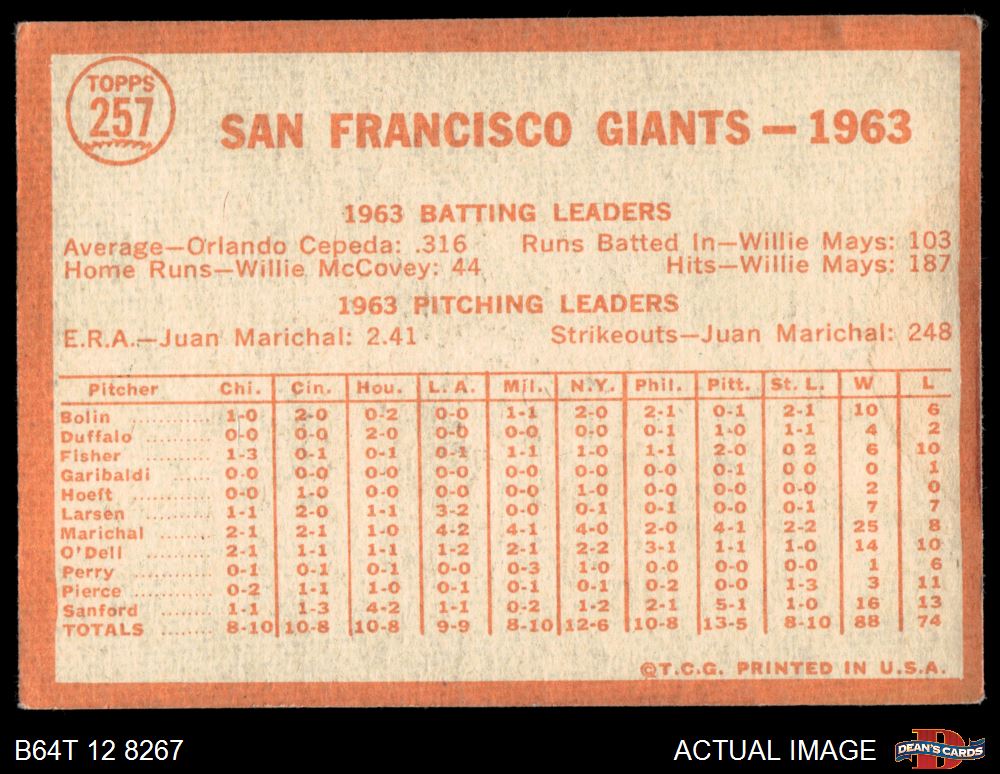 TOPPS
257
SAN FRANCISCO GIANTS — 1963
1963 BATTING LEADERS
Average—Orlando Cepeda: .316 Runs Batted In—Willie Mays: 103
Home Runs—Willie McCovey: 44 Hits—Willie Mays: 187
1963 PITCHING LEADERS
E.R.A.—Juan Marichal: 2.41 Strikeouts—Juan Marichal: 248
Pitcher Chi. Cin. Hou. L.A. Mil. N.Y. Phil. Pitt. St. L. W L
Bolin .......... 1-0 2-0 0-2 0-0 1-1 2-0 2-1 0-1 2-1 10 6
Duffalo ........ 0-0 0-0 2-0 0-0 0-0 0-0 0-1 1-0 1-1 4 2
Fisher ......... 1-3 0-1 0-1 0-1 1-1 1-0 1-1 2-0 0 2 6 10
Garibaldi ..... 0-0 0-0 0-0 0-0 0-0 0-0 0-0 0-1 0 0 0 1
Hoeft .......... 0-0 1-0 0-0 0-0 0-0 1-0 0-0 0-0 0-0 2 0
Larsen ........ 1-1 2-0 1-1 3-2 0-0 0-1 0-1 0-0 0-1 7 7
Marichal ...... 2-1 2-1 1-0 4-2 4-1 4-0 2-0 4-1 2-2 25 8
O'Dell ........ 2-1 1-1 1-1 1-2 2-1 2-2 3-1 1-1 1-0 14 10
Perry .......... 0-1 0-1 0-1 0-0 0-3 1-0 0-0 0-0 0-0 1 6
Pierce ......... 0-2 1-1 1-0 0-1 0-1 0-1 0-2 0-0 1-3 3 11
Sanford ....... 1-1 1-3 4-2 1-1 0-2 1-2 2-1 5-1 1-0 16 13
TOTALS ....... 8-10 10-8 10-8 9-9 8-10 12-6 10-8 13-5 8-10 88 74
©T.C.G. PRINTED IN U.S.A.
B64T 12 8267 ACTUAL IMAGE DEAN'S CARDS